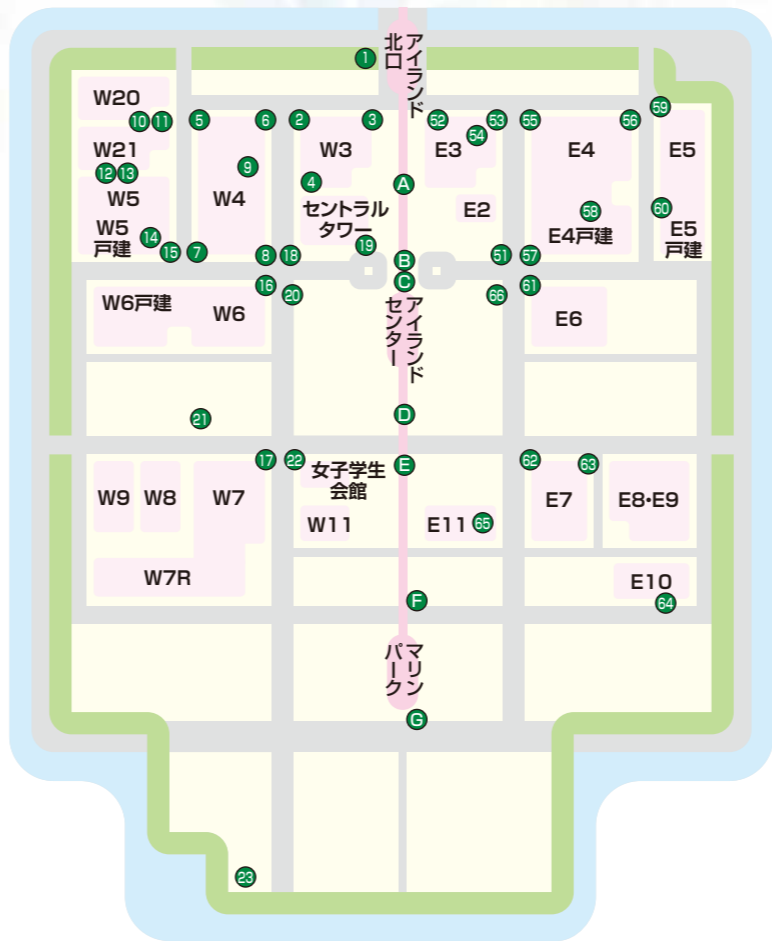 1
アイランド
北口
W20
10 11
5
6
2
3
52
53
54
55
56
59
W21
W3
E3
E4
E5
12 13
9
W5
W4
4
A
E2
58
60
セントラル
タワー
W5
戸建
14
15
7
8
18
19
B
51
57
E4戸建
E5
戸建
16
20
C
66
61
W6戸建
W6
アイランド
センター
E6
21
D
17
22
女子学生
会館
E
62
63
W9
W8
W7
W11
E11 65
E7
E8・E9
W7R
E10
F
64
マリン
パーク
G
23